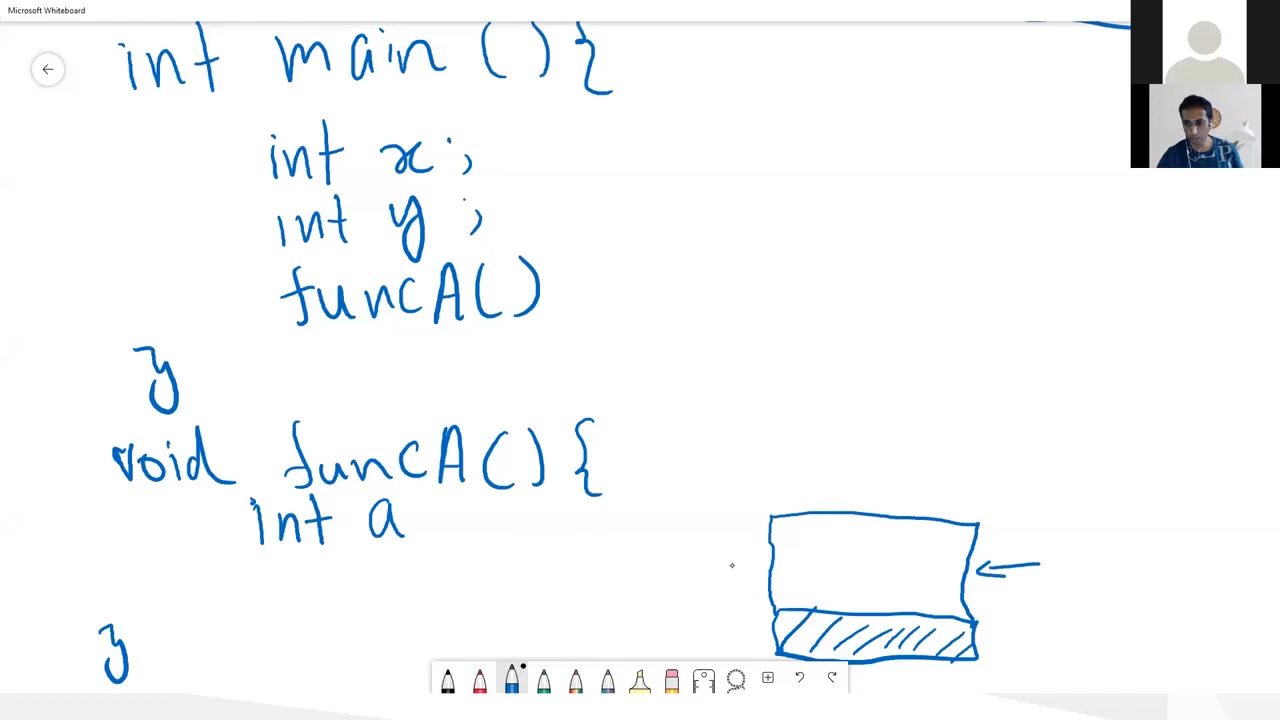 Microsoft Whiteboard
int main () {
int x ;
int y ;
funcA()
}
void funcA() {
int a
}